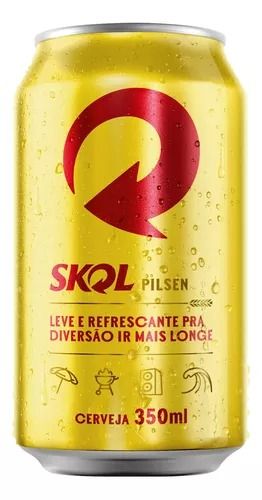 SKOL PILSEN
LEVE E REFRESCANTE PRA
DIVERSÃO IR MAIS LONGE
CERVEJA 350ml